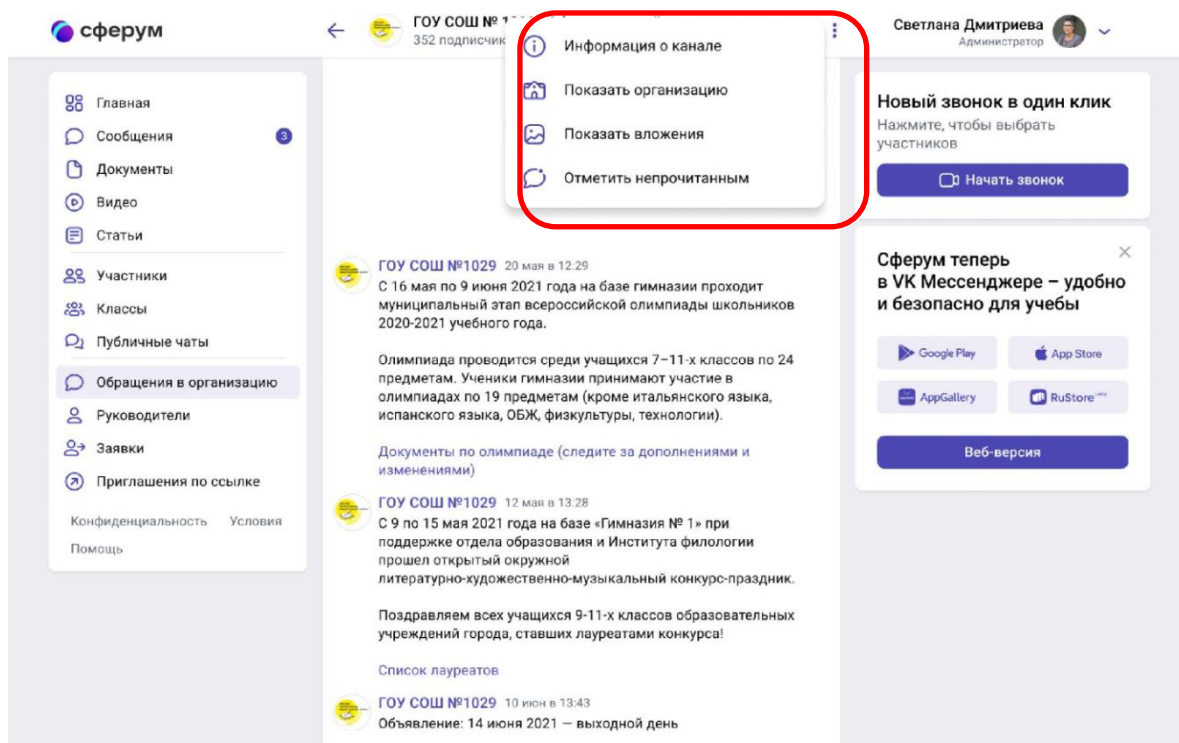 сферум
Главная
Сообщения 3
Документы
Видео
Статьи
Участники
Классы
Публичные чаты
Обращения в организацию
Руководители
Заявки
Приглашения по ссылке
Конфиденциальность Условия
Помощь
ГОУ СОШ №
352 подписчик
Информация о канале
Показать организацию
Показать вложения
Отметить непрочитанным
ГОУ СОШ №1029 20 мая в 12:29
С 16 мая по 9 июня 2021 года на базе гимназии проходит
муниципальный этап всероссийской олимпиады школьников
2020-2021 учебного года.
Олимпиада проводится среди учащихся 7–11-х классов по 24
предметам. Ученики гимназии принимают участие в
олимпиадах по 19 предметам (кроме итальянского языка,
испанского языка, ОБЖ, физкультуры, технологии).
Документы по олимпиаде (следите за дополнениями и
изменениями)
ГОУ СОШ №1029 12 мая в 13:28
С 9 по 15 мая 2021 года на базе «Гимназия № 1» при
поддержке отдела образования и Института филологии
прошел открытый окружной
литературно-художественно-музыкальный конкурс-праздник.
Поздравляем всех учащихся 9-11-х классов образовательных
учреждений города, ставших лауреатами конкурса!
Список лауреатов
ГОУ СОШ №1029 10 июн в 13:43
Объявление: 14 июня 2021 — выходной день
Светлана Дмитриева
Администратор
Новый звонок в один клик
Нажмите, чтобы выбрать
участников
Начать звонок
Сферум теперь
в VK Мессенджере – удобно
и безопасно для учебы
Google Play
App Store
AppGallery
RuStore
Веб-версия